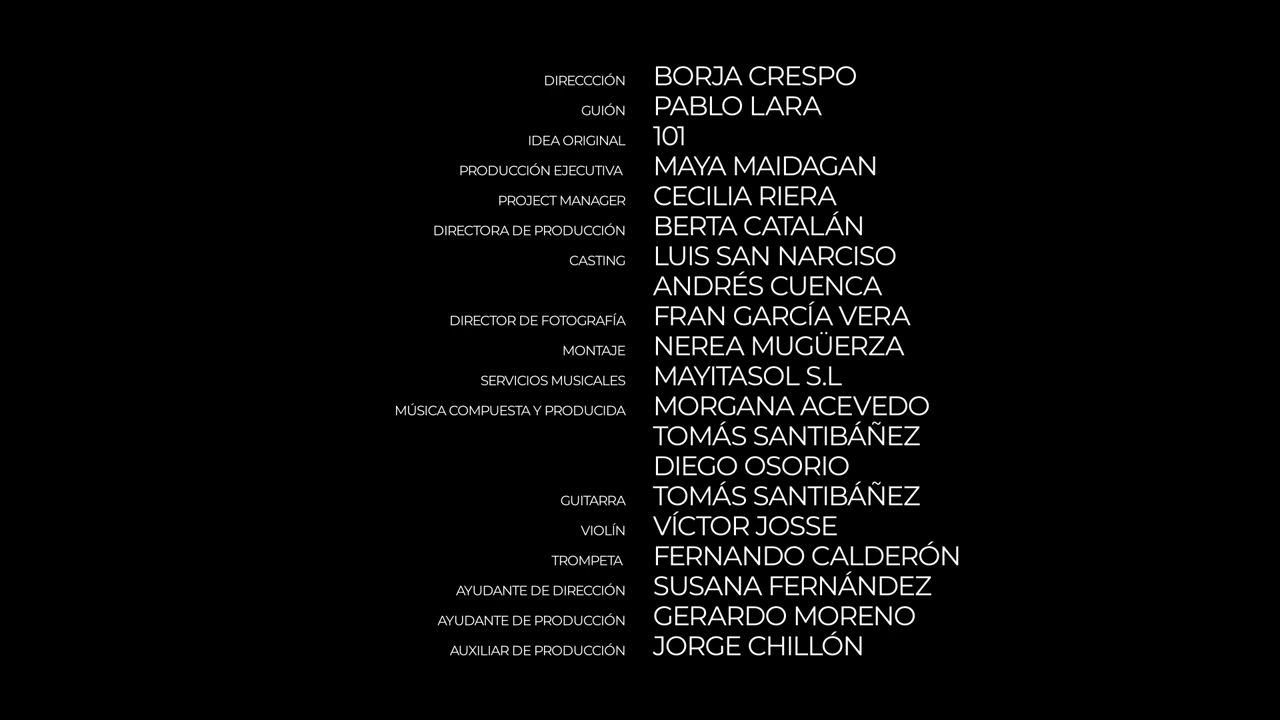 DIRECCCIÓN BORJA CRESPO
GUIÓN PABLO LARA
IDEA ORIGINAL 101
PRODUCCIÓN EJECUTIVA MAYA MAIDAGAN
PROJECT MANAGER CECILIA RIERA
DIRECTORA DE PRODUCCIÓN BERTA CATALÁN
CASTING LUIS SAN NARCISO
ANDRÉS CUENCA
DIRECTOR DE FOTOGRAFÍA FRAN GARCÍA VERA
MONTAJE NEREA MUGÜERZA
SERVICIOS MUSICALES MAYITASOL S.L
MÚSICA COMPUESTA Y PRODUCIDA MORGANA ACEVEDO
TOMÁS SANTIBÁÑEZ
DIEGO OSORIO
GUITARRA TOMÁS SANTIBÁÑEZ
VIOLÍN VÍCTOR JOSSE
TROMPETA FERNANDO CALDERÓN
AYUDANTE DE DIRECCIÓN SUSANA FERNÁNDEZ
AYUDANTE DE PRODUCCIÓN GERARDO MORENO
AUXILIAR DE PRODUCCIÓN JORGE CHILLÓN